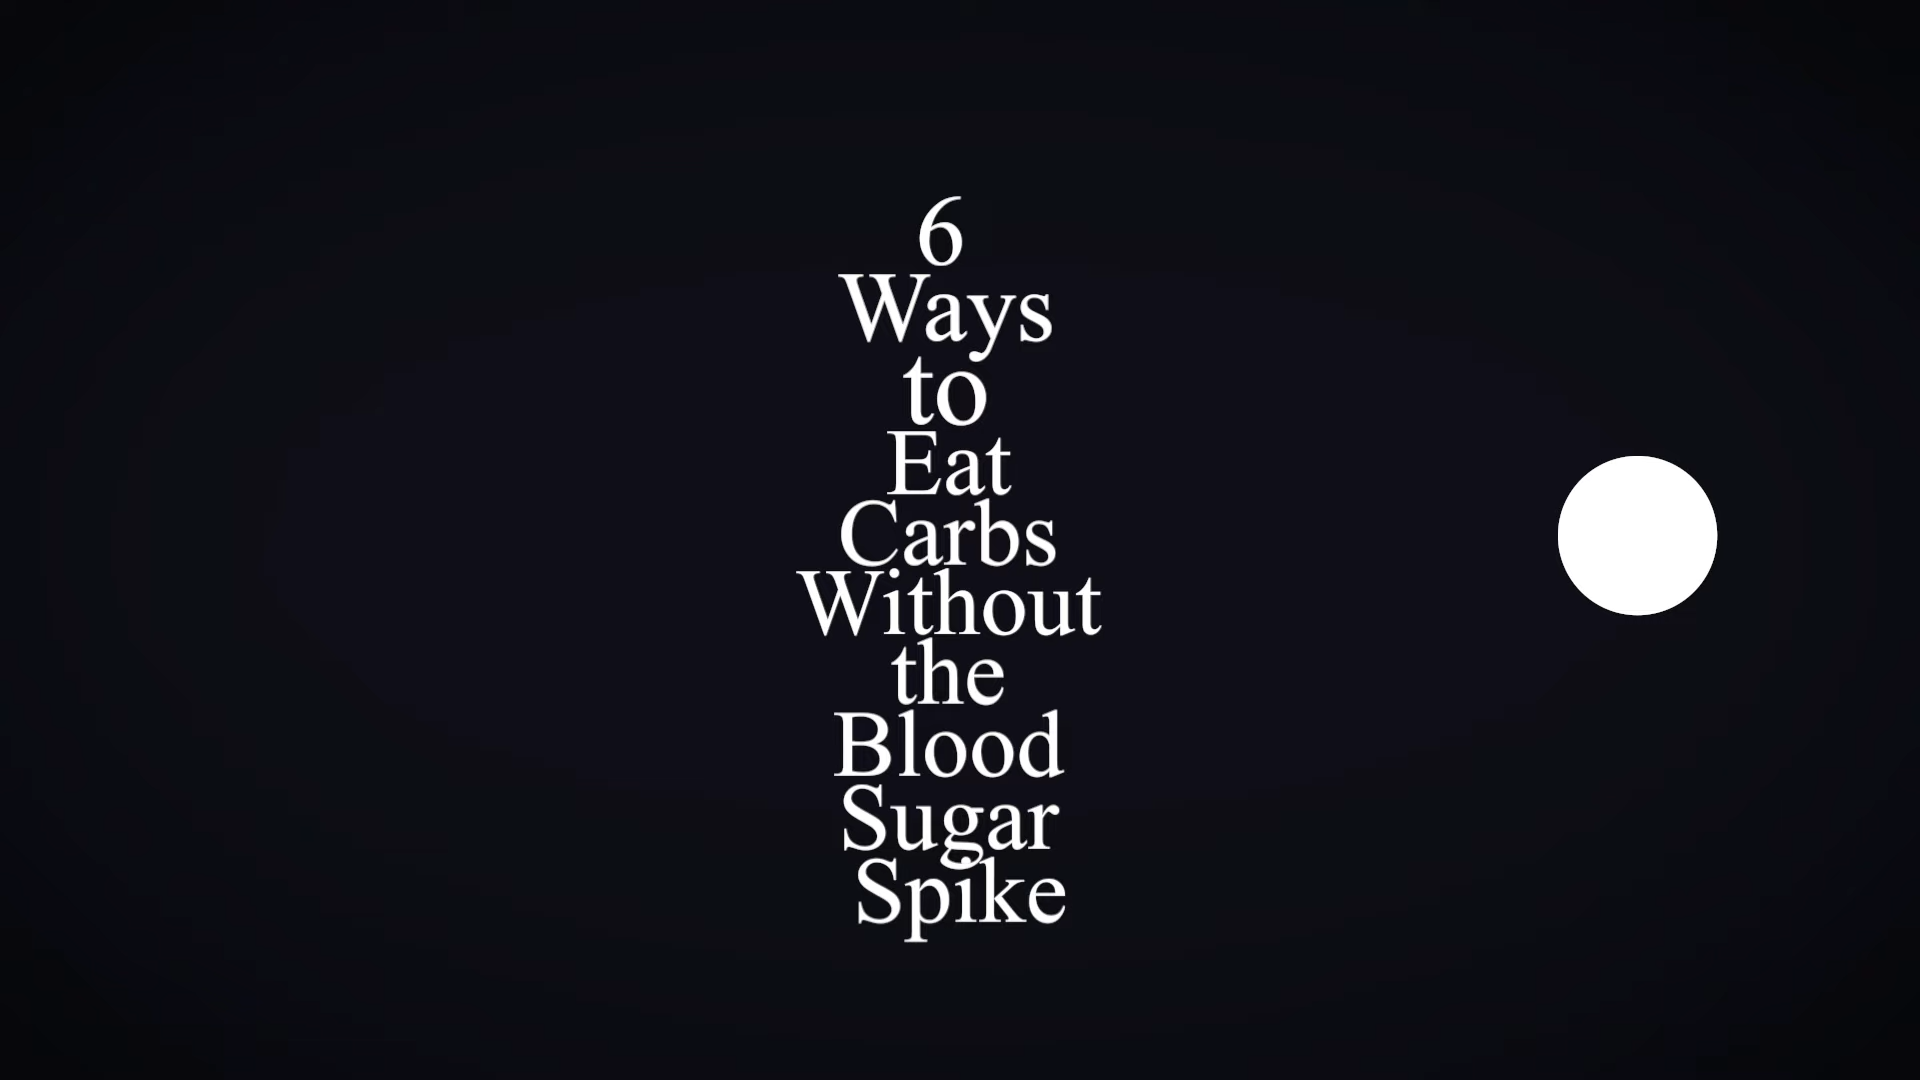 6
Ways
to
Eat
Carbs
Without
the
Blood
Sugar
Spike